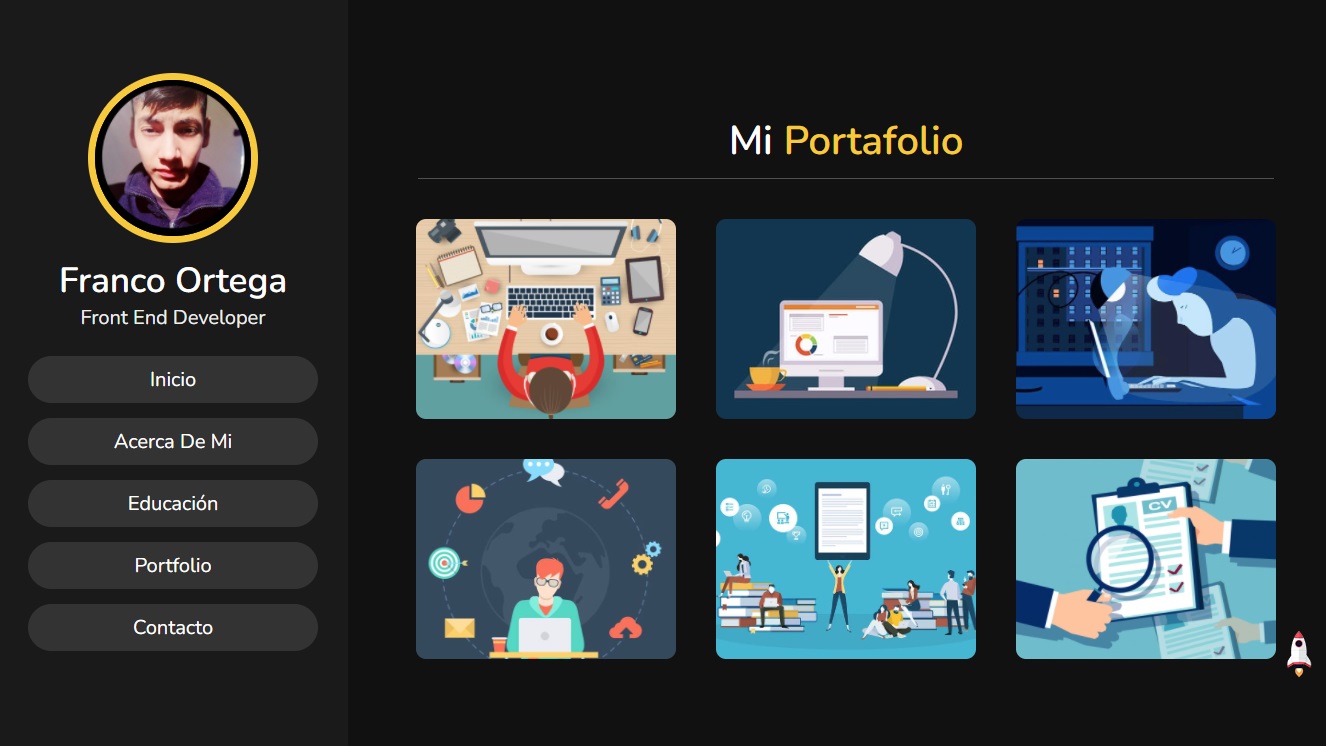 Franco Ortega
Front End Developer
Inicio
Acerca De Mi
Educación
Portfolio
Contacto
Mi Portafolio
CV